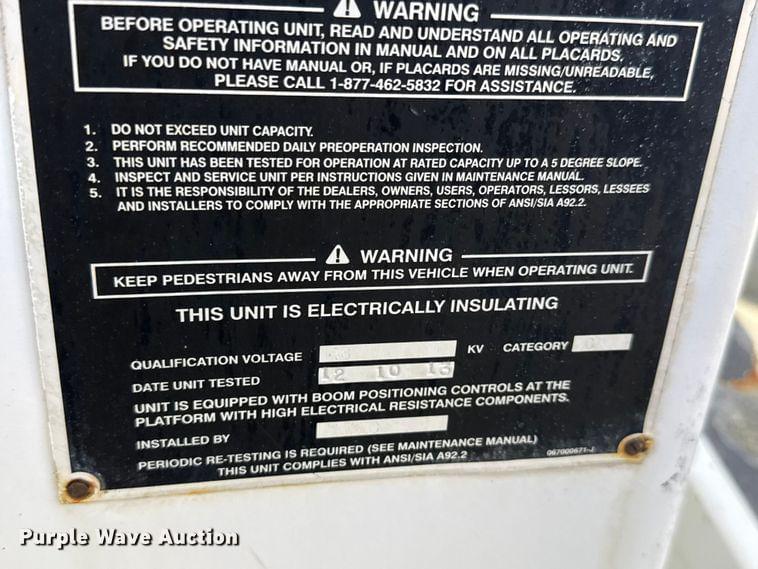 WARNING
BEFORE OPERATING UNIT, READ AND UNDERSTAND ALL OPERATING AND
SAFETY INFORMATION IN MANUAL AND ON ALL PLACARDS.
IF YOU DO NOT HAVE MANUAL OR, IF PLACARDS ARE MISSING/UNREADABLE,
PLEASE CALL 1-877-462-5832 FOR ASSISTANCE.
1. DO NOT EXCEED UNIT CAPACITY.
2. PERFORM RECOMMENDED DAILY PREOPERATION INSPECTION.
3. THIS UNIT HAS BEEN TESTED FOR OPERATION AT RATED CAPACITY UP TO A 5 DEGREE SLOPE.
4. INSPECT AND SERVICE UNIT PER INSTRUCTIONS GIVEN IN MAINTENANCE MANUAL.
5. IT IS THE RESPONSIBILITY OF THE DEALERS, OWNERS, USERS, OPERATORS, LESSORS, LESSEES
AND INSTALLERS TO COMPLY WITH THE APPROPRIATE SECTIONS OF ANSI/SIA A92.2.
WARNING
KEEP PEDESTRIANS AWAY FROM THIS VEHICLE WHEN OPERATING UNIT.
THIS UNIT IS ELECTRICALLY INSULATING
QUALIFICATION VOLTAGE KV CATEGORY
DATE UNIT TESTED 12 10 13
UNIT IS EQUIPPED WITH BOOM POSITIONING CONTROLS AT THE
PLATFORM WITH HIGH ELECTRICAL RESISTANCE COMPONENTS.
INSTALLED BY
PERIODIC RE-TESTING IS REQUIRED (SEE MAINTENANCE MANUAL)
THIS UNIT COMPLIES WITH ANSI/SIA A92.2
067000671-J
Purple Wave Auction